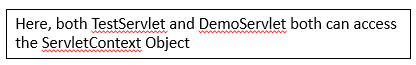 Here, both TestServlet and DemoServlet both can access
the ServletContext Object